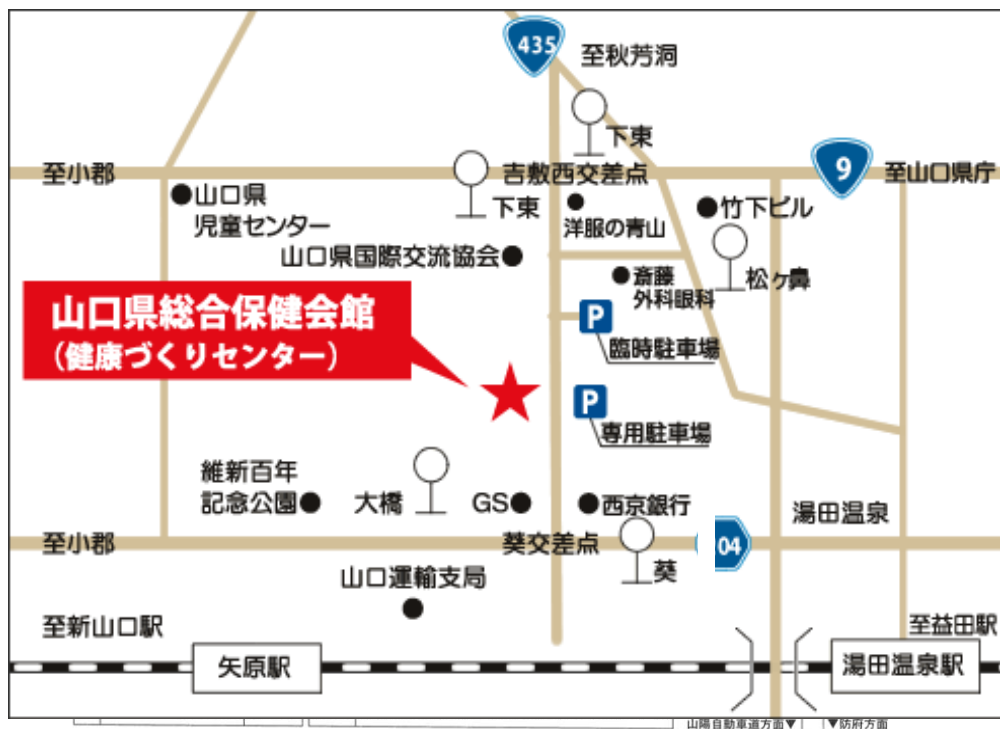 435
至秋芳洞
下東
至小郡
吉敷西交差点
9
至山口県庁
山口県
児童センター
下東
洋服の青山
竹下ビル
山口県国際交流協会
斎藤
外科眼科
松ヶ鼻
山口県総合保健会館
(健康づくりセンター)
P
臨時駐車場
P
専用駐車場
維新百年
記念公園
大橋
GS
西京銀行
湯田温泉
至小郡
葵交差点
04
葵
山口運輸支局
至新山口駅
至益田駅
矢原駅
湯田温泉駅
山陽自動車道方面▼
▼防府方面